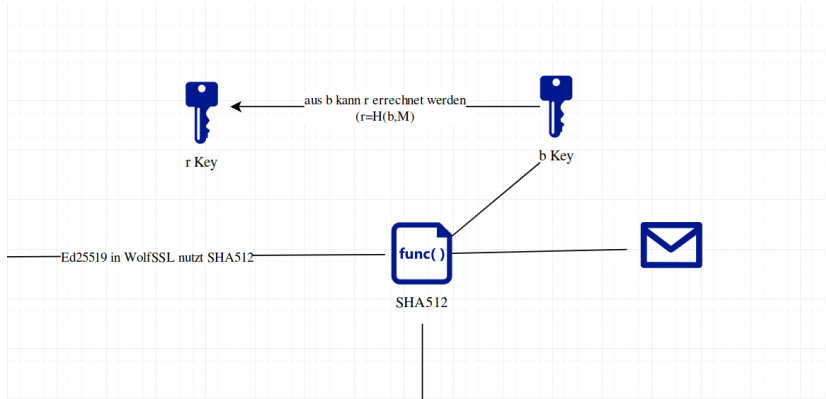 aus b kann r errechnet werden
(r=H(b,M)
r Key
b Key
Ed25519 in WolfSSL nutzt SHA512
func( )
SHA512